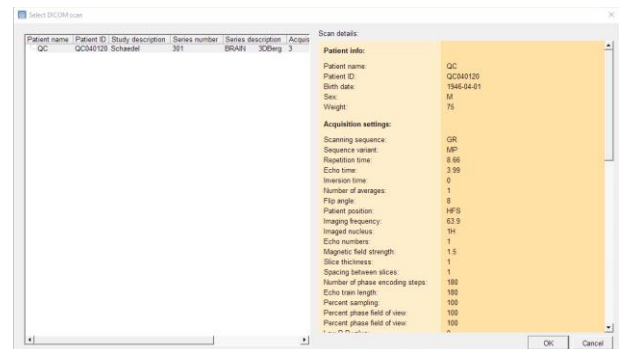 Select DICOM scan
Patient name Patient ID Study description Series number Series description Acquis
QC QC040120 Schaedel 301 BRAIN 3DBerg 3
Scan details:
Patient info:
Patient name: QC
Patient ID: QC040120
Birth date: 1946-04-01
Sex: M
Weight: 75
Acquisition settings:
Scanning sequence: GR
Sequence variant: MP
Repetition time: 8.66
Echo time: 3.99
Inversion time: 0
Number of averages: 1
Flip angle: 8
Patient position: HFS
Imaging frequency: 63.9
Imaged nucleus: 1H
Echo numbers: 1
Magnetic field strength: 1.5
Slice thickness: 1
Spacing between slices: 1
Number of phase encoding steps: 180
Echo train length: 180
Percent sampling: 100
Percent phase field of view: 100
Percent phase field of view: 100
OK Cancel